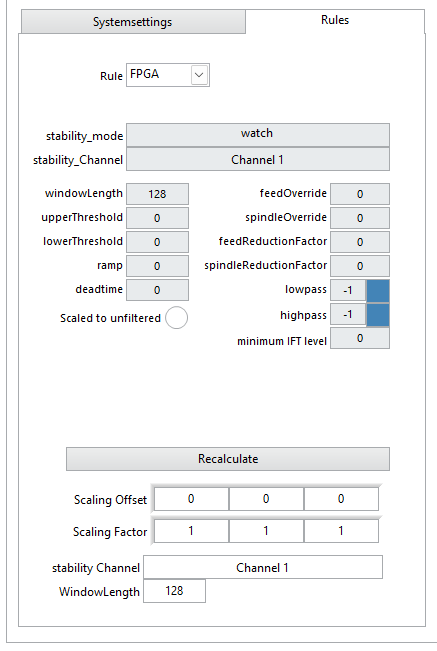 Systemsettings Rules
Rule FPGA
stability_mode watch
stability_Channel Channel 1
windowLength 128 feedOverride 0
upperThreshold 0 spindleOverride 0
lowerThreshold 0 feedReductionFactor 0
ramp 0 spindleReductionFactor 0
deadtime 0 lowpass -1
Scaled to unfiltered highpass -1
minimum IFT level 0
Recalculate
Scaling Offset 0 0 0
Scaling Factor 1 1 1
stability Channel Channel 1
WindowLength 128